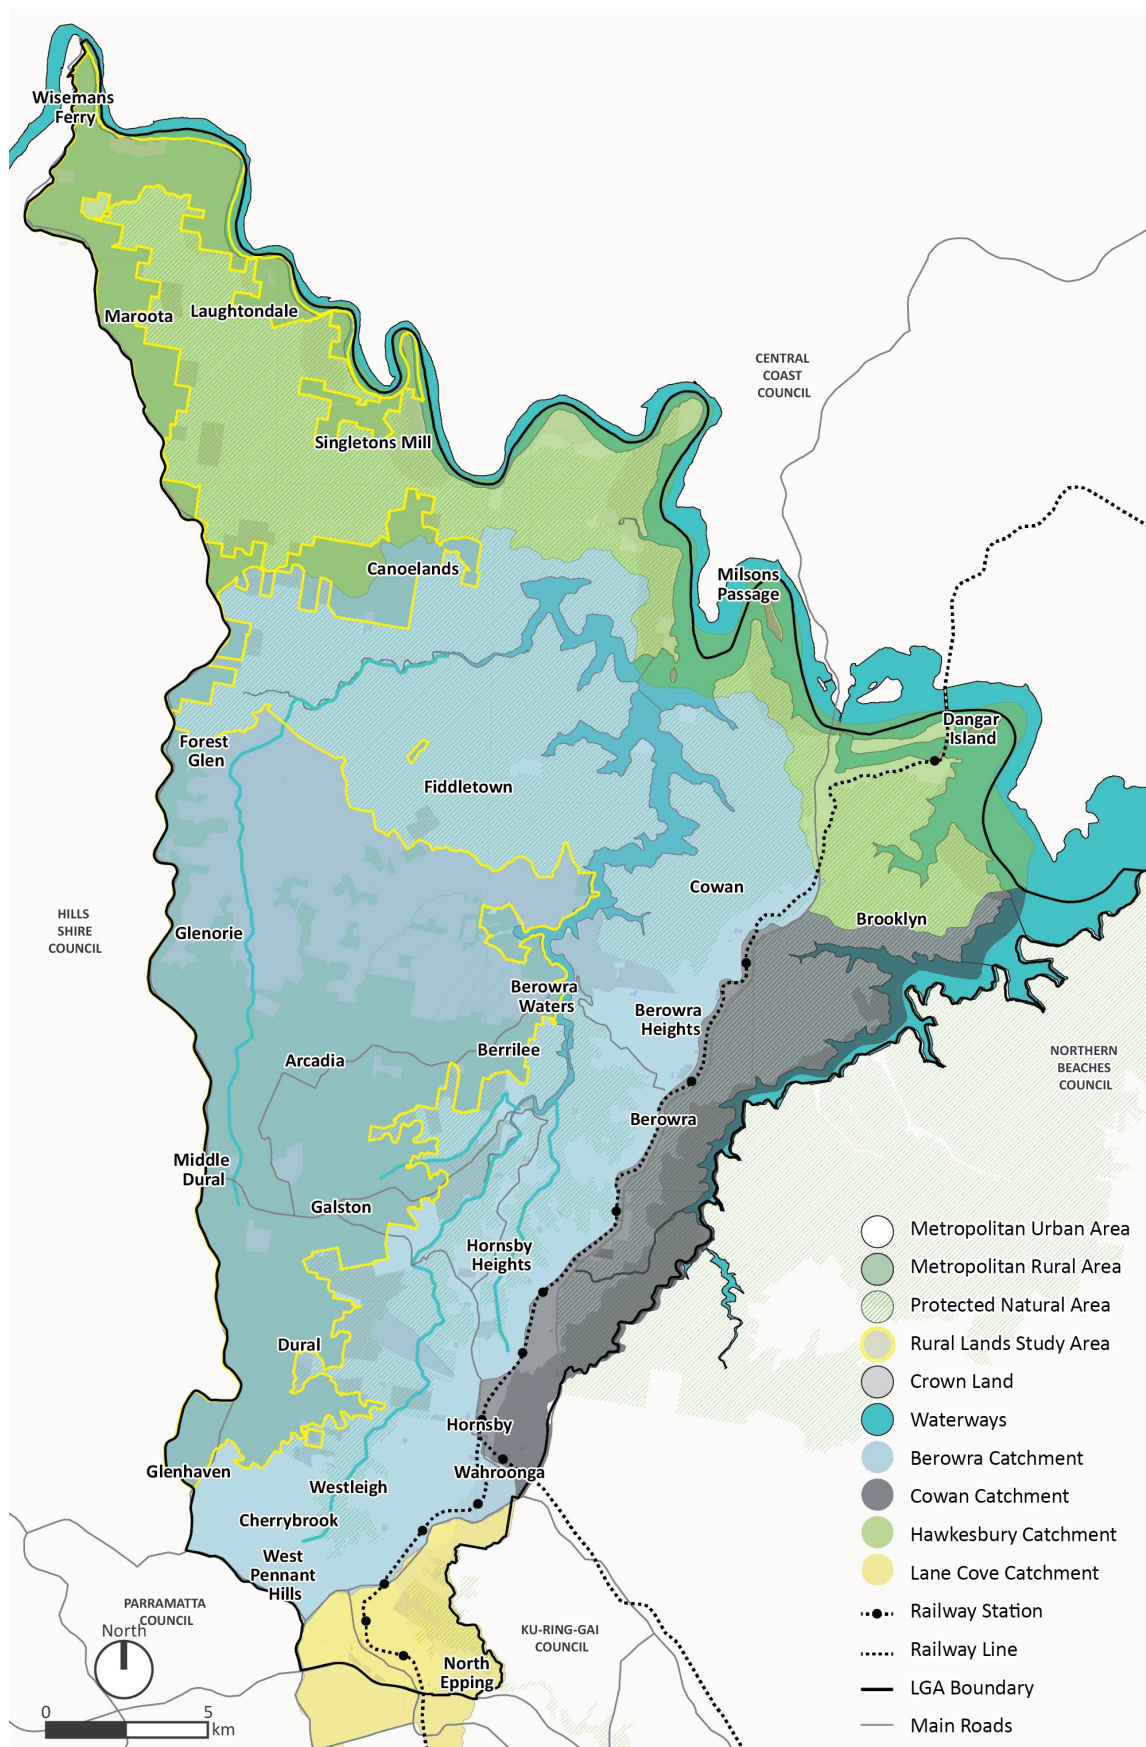 Wisemans
Ferry
Maroota
Laughtondale
CENTRAL
COAST
COUNCIL
Singletons Mill
Canoelands
Milsons
Passage
Dangar
Island
Forest
Glen
Fiddletown
Cowan
Brooklyn
HILLS
SHIRE
COUNCIL
Glenorie
Berowra
Waters
Berowra
Heights
Berrilee
Arcadia
NORTHERN
BEACHES
COUNCIL
Berowra
Middle
Dural
Galston
Hornsby
Heights
Dural
Hornsby
Glenhaven
Wahroonga
Westleigh
Cherrybrook
West
Pennant
Hills
PARRAMATTA
COUNCIL
KU-RING-GAI
COUNCIL
North
Epping
North
0
5
km
Metropolitan Urban Area
Metropolitan Rural Area
Protected Natural Area
Rural Lands Study Area
Crown Land
Waterways
Berowra Catchment
Cowan Catchment
Hawkesbury Catchment
Lane Cove Catchment
Railway Station
Railway Line
LGA Boundary
Main Roads